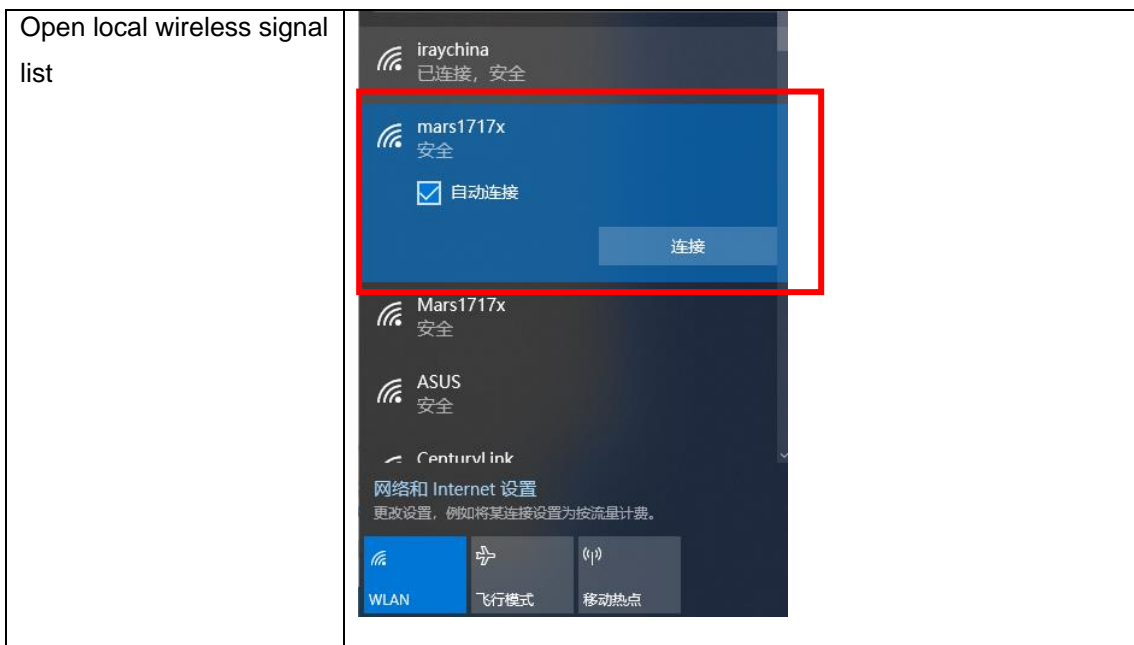 Open local wireless signal
list
iraychina
已连接，安全
mars1717x
安全
自动连接
连接
Mars1717x
安全
ASUS
安全
CenturyLink
网络和 Internet 设置
更改设置，例如将某连接设置为按流量计费。
WLAN
飞行模式
移动热点